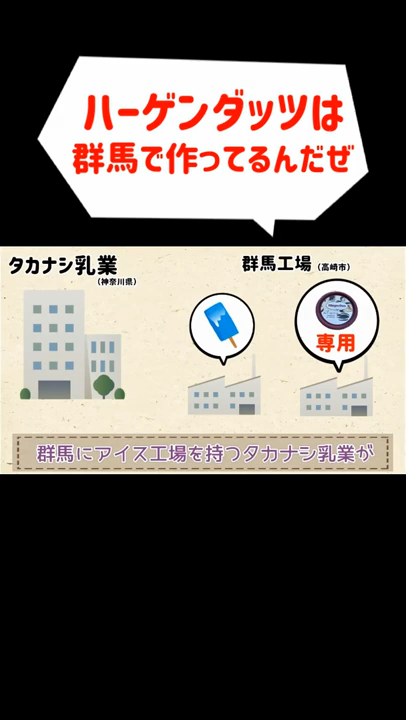 ハーゲンダッツは
群馬で作ってるんだぜ
タカナシ乳業
（神奈川県）
群馬工場（高崎市）
専用
群馬にアイス工場を持つタカナシ乳業が